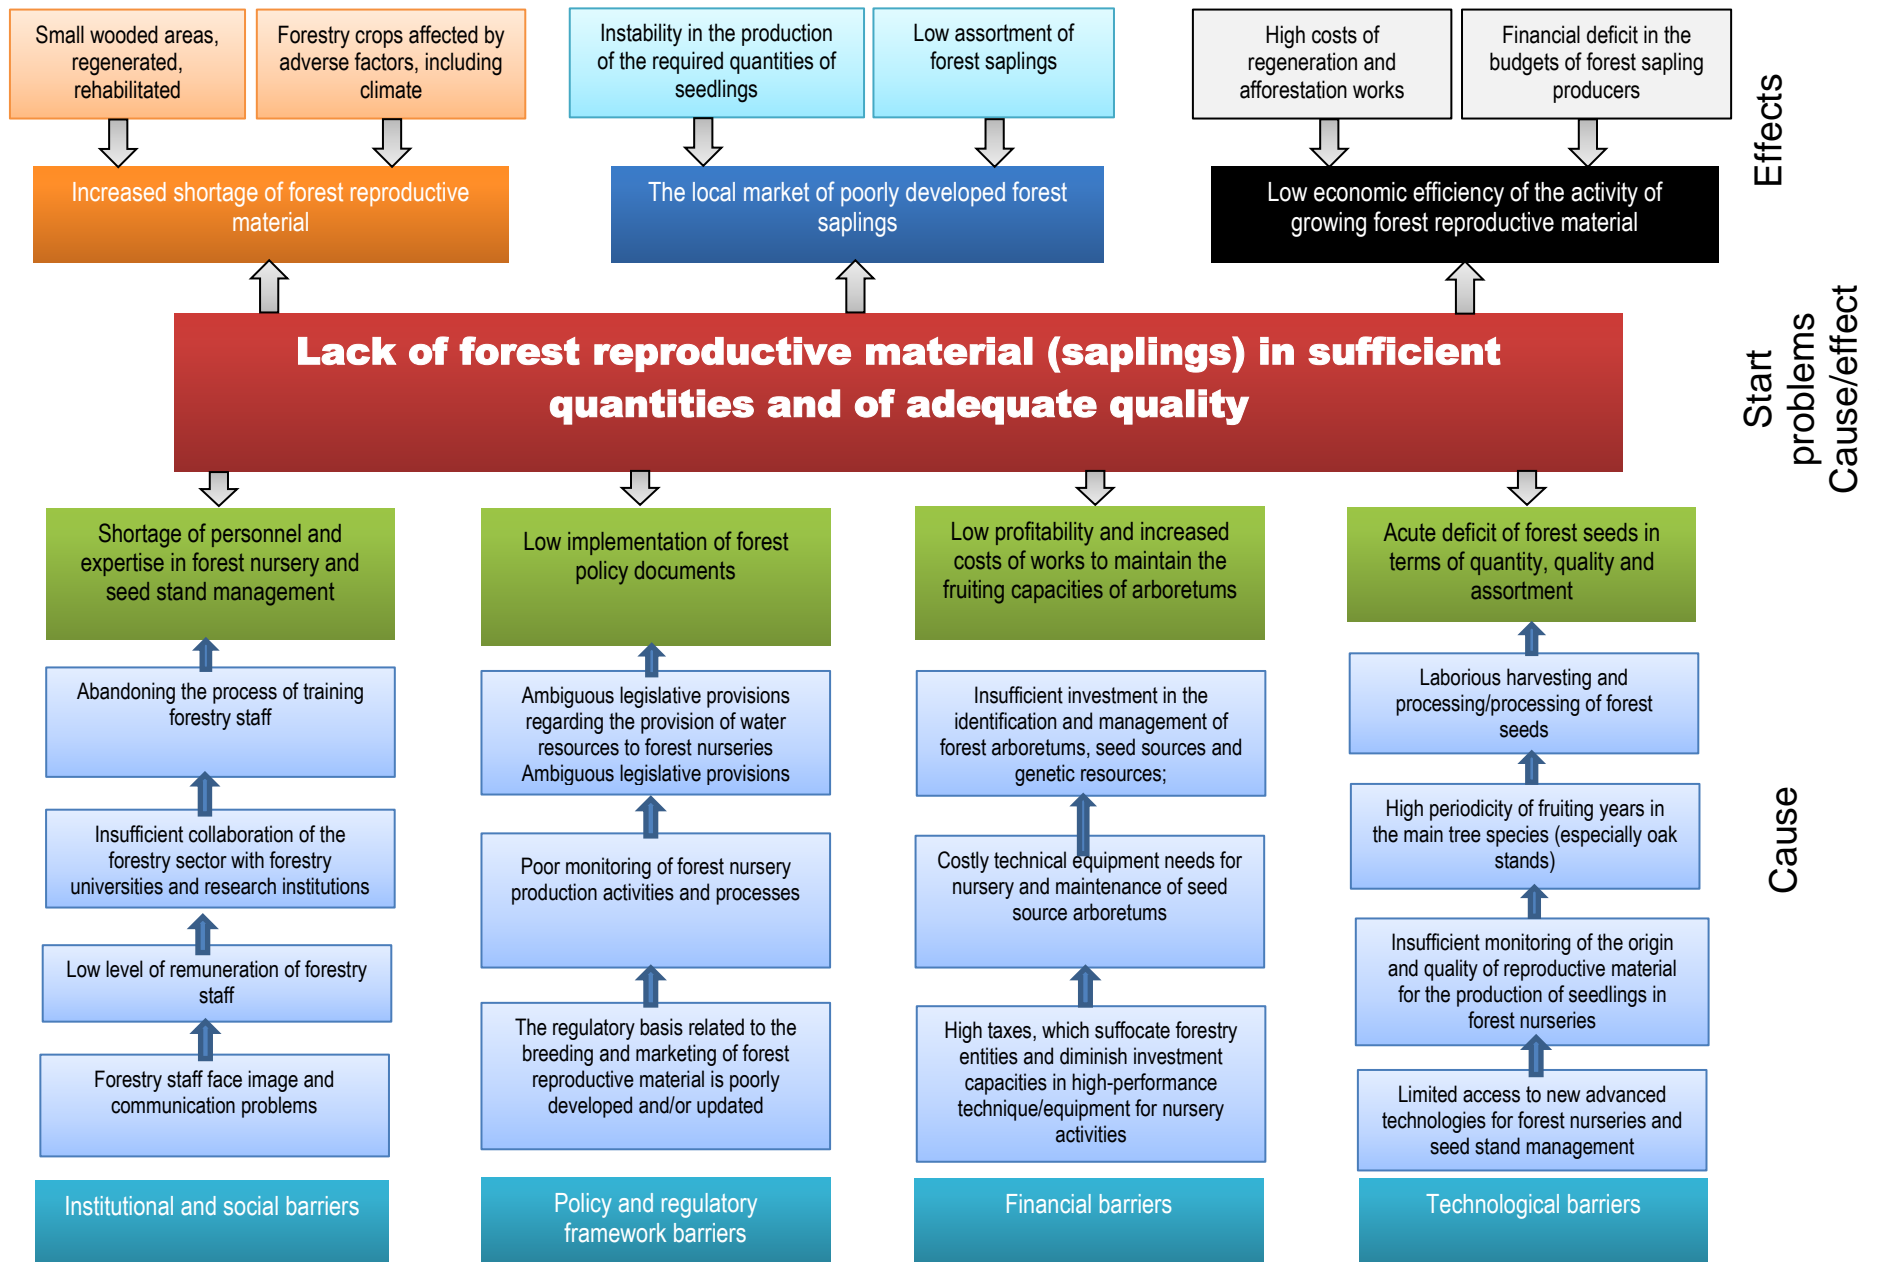 Small wooded areas,
regenerated,
rehabilitated
Forestry crops affected by
adverse factors, including
climate
Instability in the production
of the required quantities of
seedlings
Low assortment of
forest saplings
High costs of
regeneration and
afforestation works
Financial deficit in the
budgets of forest sapling
producers
Effects
Increased shortage of forest reproductive
material
The local market of poorly developed forest
saplings
Low economic efficiency of the activity of
growing forest reproductive material
Lack of forest reproductive material (saplings) in sufficient
quantities and of adequate quality
Start
problems
Cause/effect
Shortage of personnel and
expertise in forest nursery and
seed stand management
Low implementation of forest
policy documents
Low profitability and increased
costs of works to maintain the
fruiting capacities of arboretums
Acute deficit of forest seeds in
terms of quantity, quality and
assortment
Abandoning the process of training
forestry staff
Ambiguous legislative provisions
regarding the provision of water
resources to forest nurseries
Ambiguous legislative provisions
Insufficient investment in the
identification and management of
forest arboretums, seed sources and
genetic resources;
Laborious harvesting and
processing/processing of forest
seeds
Insufficient collaboration of the
forestry sector with forestry
universities and research institutions
Poor monitoring of forest nursery
production activities and processes
Costly technical equipment needs for
nursery and maintenance of seed
source arboretums
High periodicity of fruiting years in
the main tree species (especially oak
stands)
Cause
Low level of remuneration of forestry
staff
Insufficient monitoring of the origin
and quality of reproductive material
for the production of seedlings in
forest nurseries
Forestry staff face image and
communication problems
The regulatory basis related to the
breeding and marketing of forest
reproductive material is poorly
developed and/or updated
High taxes, which suffocate forestry
entities and diminish investment
capacities in high-performance
technique/equipment for nursery
activities
Limited access to new advanced
technologies for forest nurseries and
seed stand management
Institutional and social barriers
Policy and regulatory
framework barriers
Financial barriers
Technological barriers